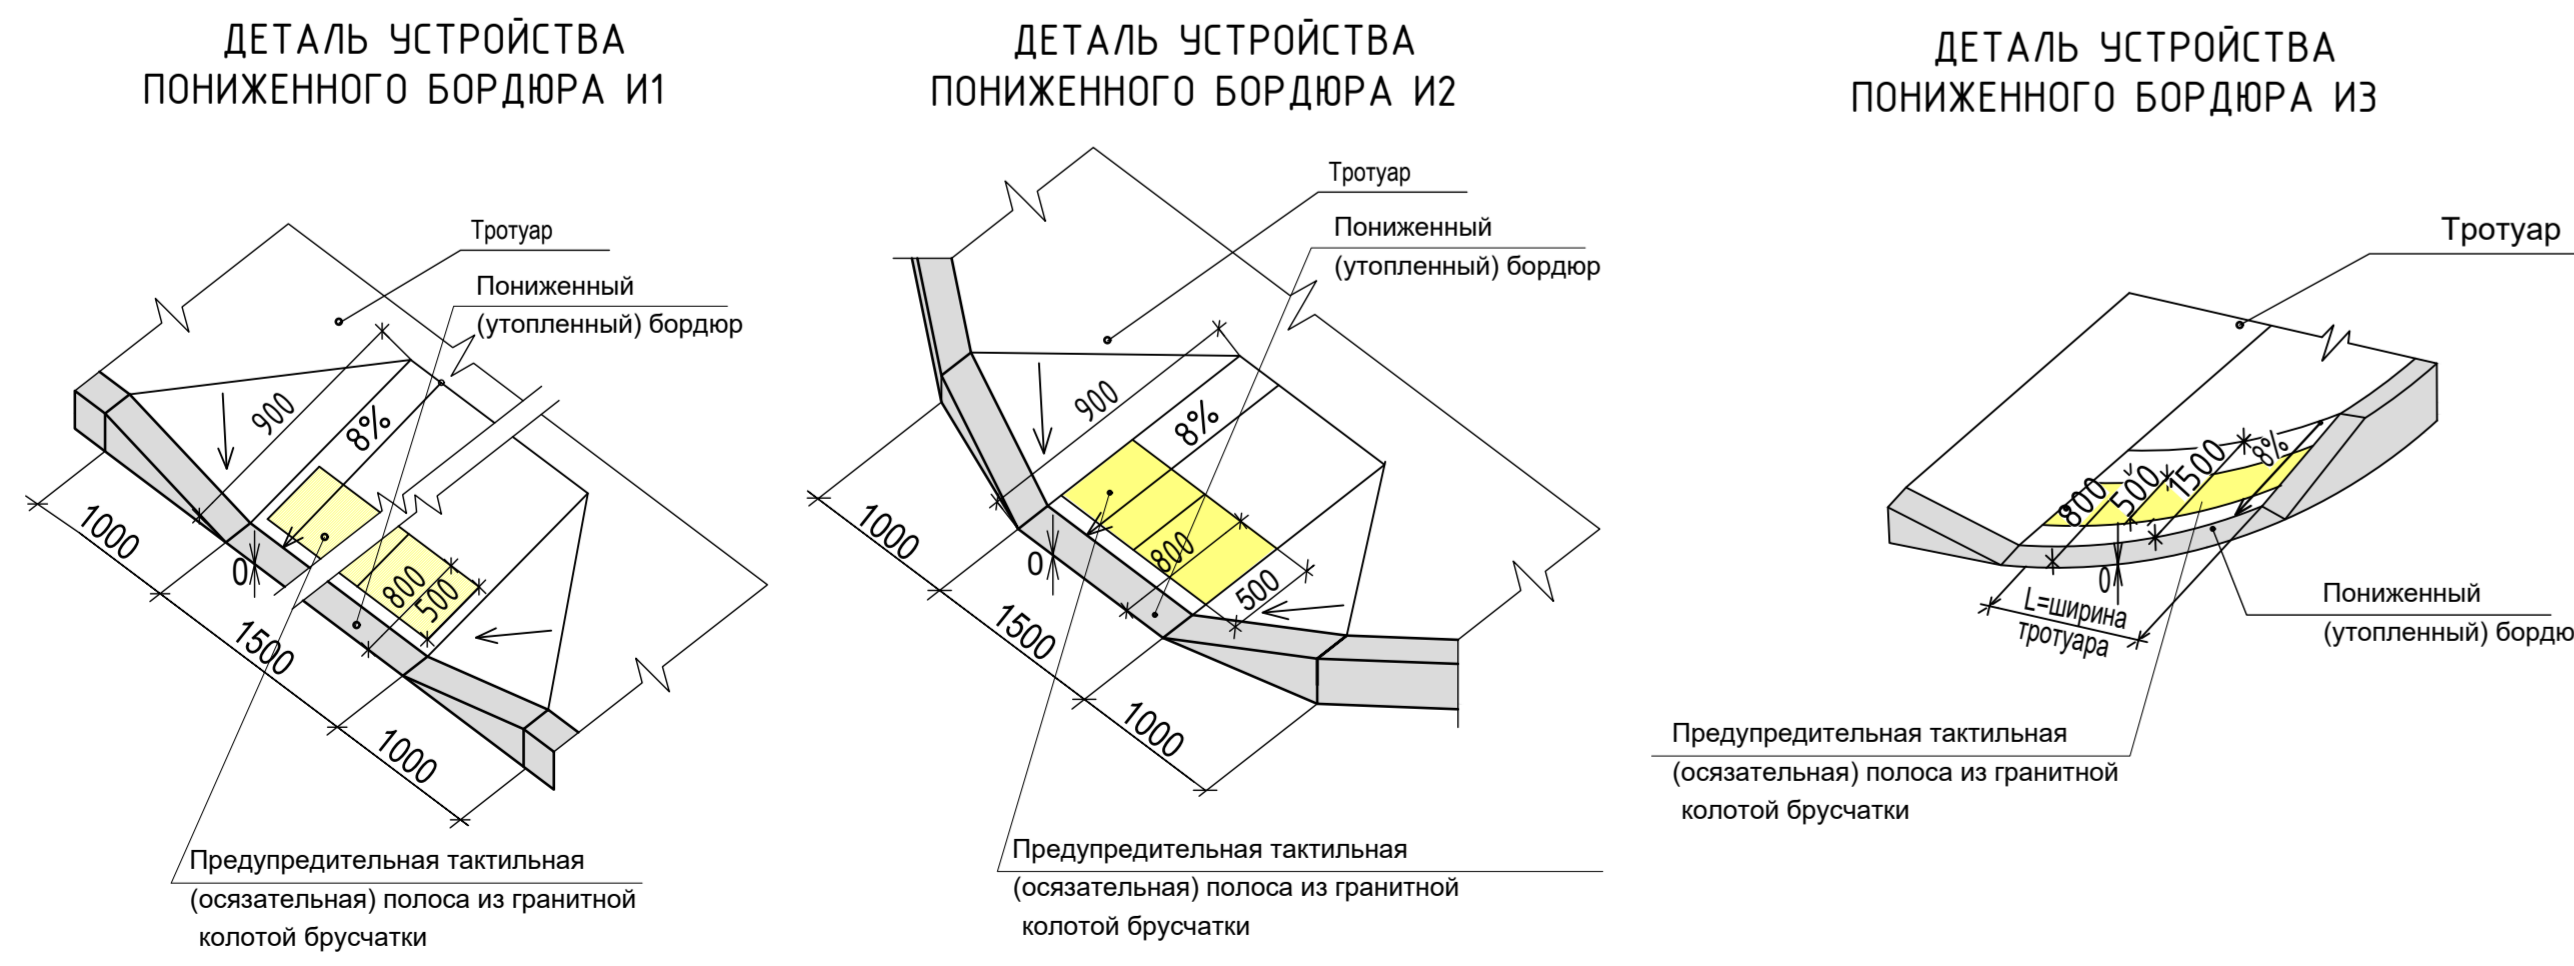 ДЕТАЛЬ УСТРОЙСТВА
ПОНИЖЕННОГО БОРДЮРА И1
Тротуар
Пониженный
(утопленный) бордюр
900
8%
0
800
500
1000
1500
1000
Предупредительная тактильная
(осязательная) полоса из гранитной
колотой брусчатки
ДЕТАЛЬ УСТРОЙСТВА
ПОНИЖЕННОГО БОРДЮРА И2
Тротуар
Пониженный
(утопленный) бордюр
900
8%
0
800
500
1000
1500
1000
Предупредительная тактильная
(осязательная) полоса из гранитной
колотой брусчатки
ДЕТАЛЬ УСТРОЙСТВА
ПОНИЖЕННОГО БОРДЮРА И3
Тротуар
800
500
1500
8%
0
L=ширина
тротуара
Пониженный
(утопленный) бордю
Предупредительная тактильная
(осязательная) полоса из гранитной
колотой брусчатки